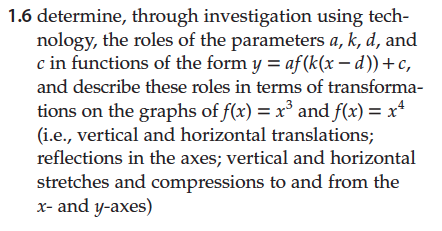 1.6 determine, through investigation using tech-
nology, the roles of the parameters a, k, d, and
c in functions of the form y = af(k(x – d)) + c,
and describe these roles in terms of transforma-
tions on the graphs of f(x) = x³ and f(x) = x⁴
(i.e., vertical and horizontal translations;
reflections in the axes; vertical and horizontal
stretches and compressions to and from the
x- and y-axes)